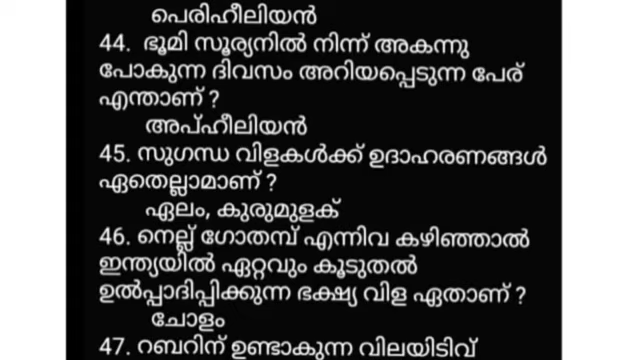 പെരിഹീലിയൻ
44. ഭൂമി സൂര്യനിൽ നിന്ന് അകന്നു
പോകുന്ന ദിവസം അറിയപ്പെടുന്ന പേര്
എന്താണ് ?
അപ്ഹീലിയൻ
45. സുഗന്ധ വിളകൾക്ക് ഉദാഹരണങ്ങൾ
ഏതെല്ലാമാണ് ?
ഏലം, കുരുമുളക്
46. നെല്ല് ഗോതമ്പ് എന്നിവ കഴിഞ്ഞാൽ
ഇന്ത്യയിൽ ഏറ്റവും കൂടുതൽ
ഉൽപ്പാദിപ്പിക്കുന്ന ഭക്ഷ്യ വിള ഏതാണ് ?
ചോളം
47. റബറിന് ഉണ്ടാകുന്ന വിലയിടിവ്